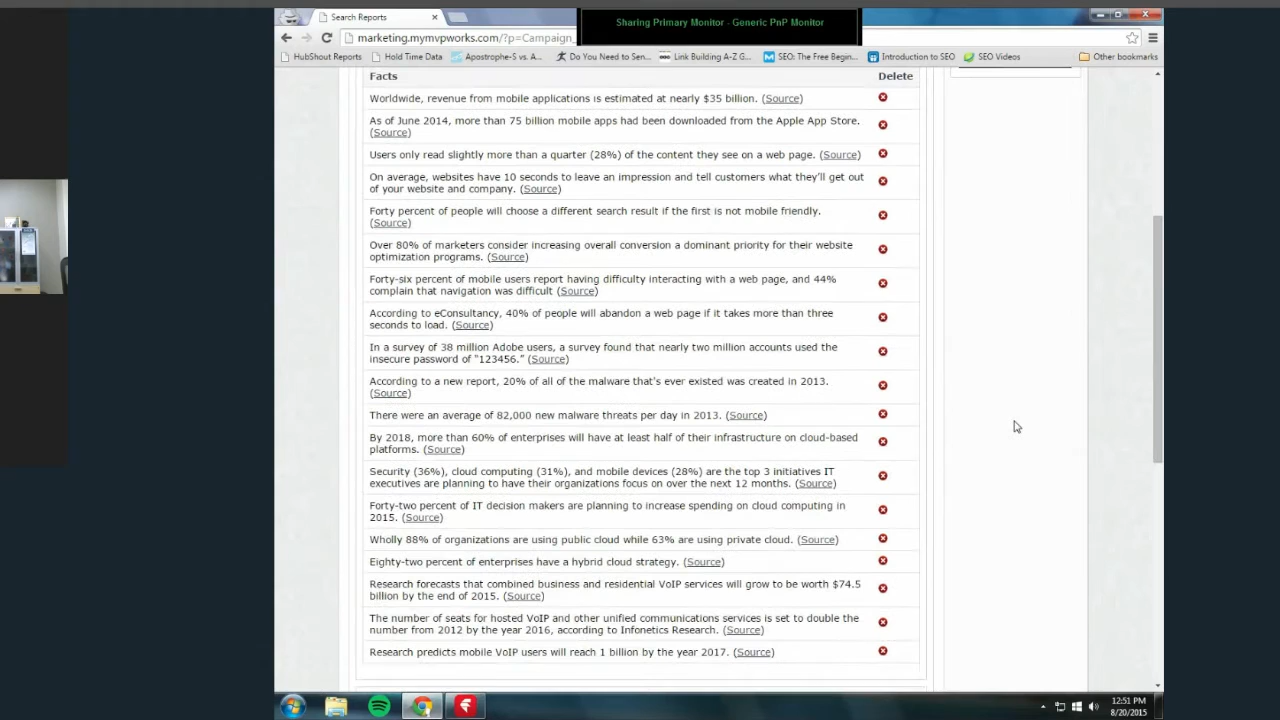 Search Reports
Sharing Primary Monitor - Generic PnP Monitor
marketing.mymvpworks.com/?p=Campaign_
HubShout Reports
Hold Time Data
Apostrophe-S vs. A...
Do You Need to Sen...
Link Building A-Z G...
SEO: The Free Begin...
Introduction to SEO
SEO Videos
Other bookmarks
Facts
Delete
Worldwide, revenue from mobile applications is estimated at nearly $35 billion. (Source)
As of June 2014, more than 75 billion mobile apps had been downloaded from the Apple App Store.
(Source)
Users only read slightly more than a quarter (28%) of the content they see on a web page. (Source)
On average, websites have 10 seconds to leave an impression and tell customers what they'll get out
of your website and company. (Source)
Forty percent of people will choose a different search result if the first is not mobile friendly.
(Source)
Over 80% of marketers consider increasing overall conversion a dominant priority for their website
optimization programs. (Source)
Forty-six percent of mobile users report having difficulty interacting with a web page, and 44%
complain that navigation was difficult (Source)
According to eConsultancy, 40% of people will abandon a web page if it takes more than three
seconds to load. (Source)
In a survey of 38 million Adobe users, a survey found that nearly two million accounts used the
insecure password of “123456.” (Source)
According to a new report, 20% of all of the malware that's ever existed was created in 2013.
(Source)
There were an average of 82,000 new malware threats per day in 2013. (Source)
By 2018, more than 60% of enterprises will have at least half of their infrastructure on cloud-based
platforms. (Source)
Security (36%), cloud computing (31%), and mobile devices (28%) are the top 3 initiatives IT
executives are planning to have their organizations focus on over the next 12 months. (Source)
Forty-two percent of IT decision makers are planning to increase spending on cloud computing in
2015. (Source)
Wholly 88% of organizations are using public cloud while 63% are using private cloud. (Source)
Eighty-two percent of enterprises have a hybrid cloud strategy. (Source)
Research forecasts that combined business and residential VoIP services will grow to be worth $74.5
billion by the end of 2015. (Source)
The number of seats for hosted VoIP and other unified communications services is set to double the
number from 2012 by the year 2016, according to Infonetics Research. (Source)
Research predicts mobile VoIP users will reach 1 billion by the year 2017. (Source)
12:51 PM
8/20/2015